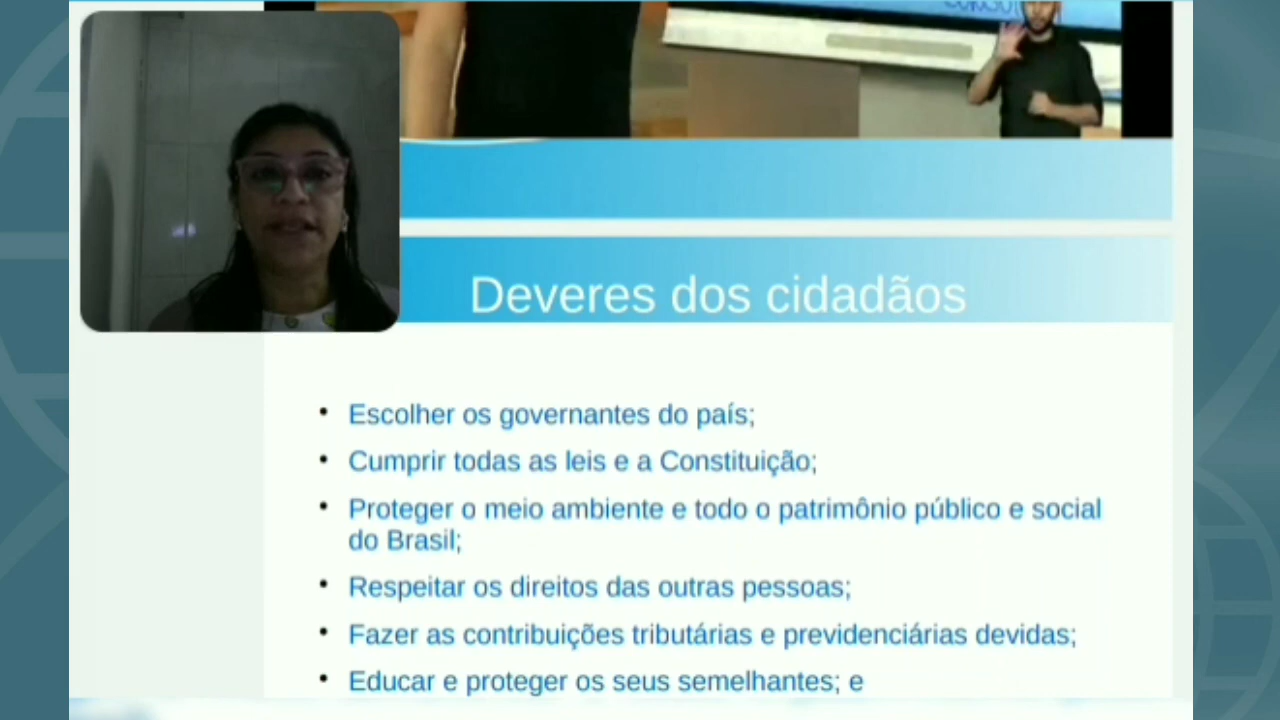 Deveres dos cidadãos
• Escolher os governantes do país;
• Cumprir todas as leis e a Constituição;
• Proteger o meio ambiente e todo o patrimônio público e social
do Brasil;
• Respeitar os direitos das outras pessoas;
• Fazer as contribuições tributárias e previdenciárias devidas;
• Educar e proteger os seus semelhantes; e